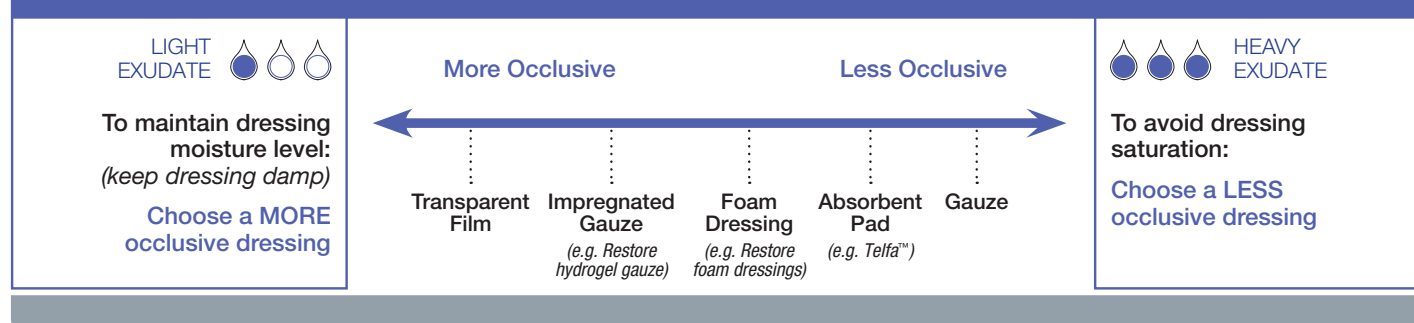 LIGHT
EXUDATE
To maintain dressing
moisture level:
(keep dressing damp)
Choose a MORE
occlusive dressing
More Occlusive
Less Occlusive
Transparent
Film
Impregnated
Gauze
(e.g. Restore
hydrogel gauze)
Foam
Dressing
(e.g. Restore
foam dressings)
Absorbent
Pad
(e.g. Telfa™)
Gauze
HEAVY
EXUDATE
To avoid dressing
saturation:
Choose a LESS
occlusive dressing